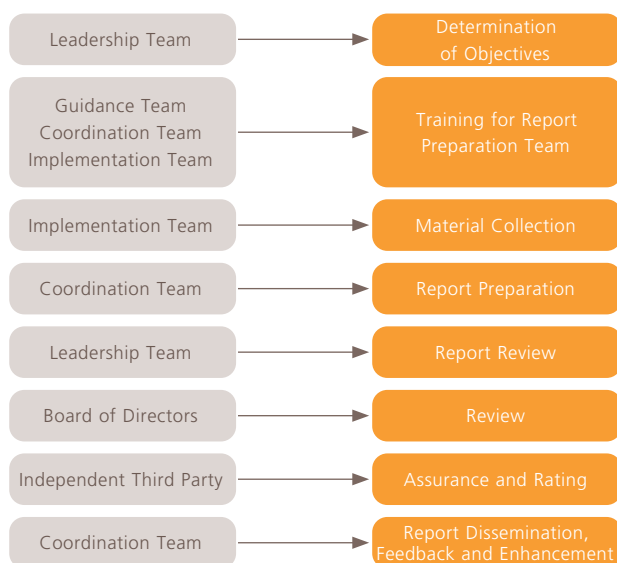 Leadership Team
Determination
of Objectives
Guidance Team
Coordination Team
Implementation Team
Training for Report
Preparation Team
Implementation Team
Material Collection
Coordination Team
Report Preparation
Leadership Team
Report Review
Board of Directors
Review
Independent Third Party
Assurance and Rating
Coordination Team
Report Dissemination,
Feedback and Enhancement